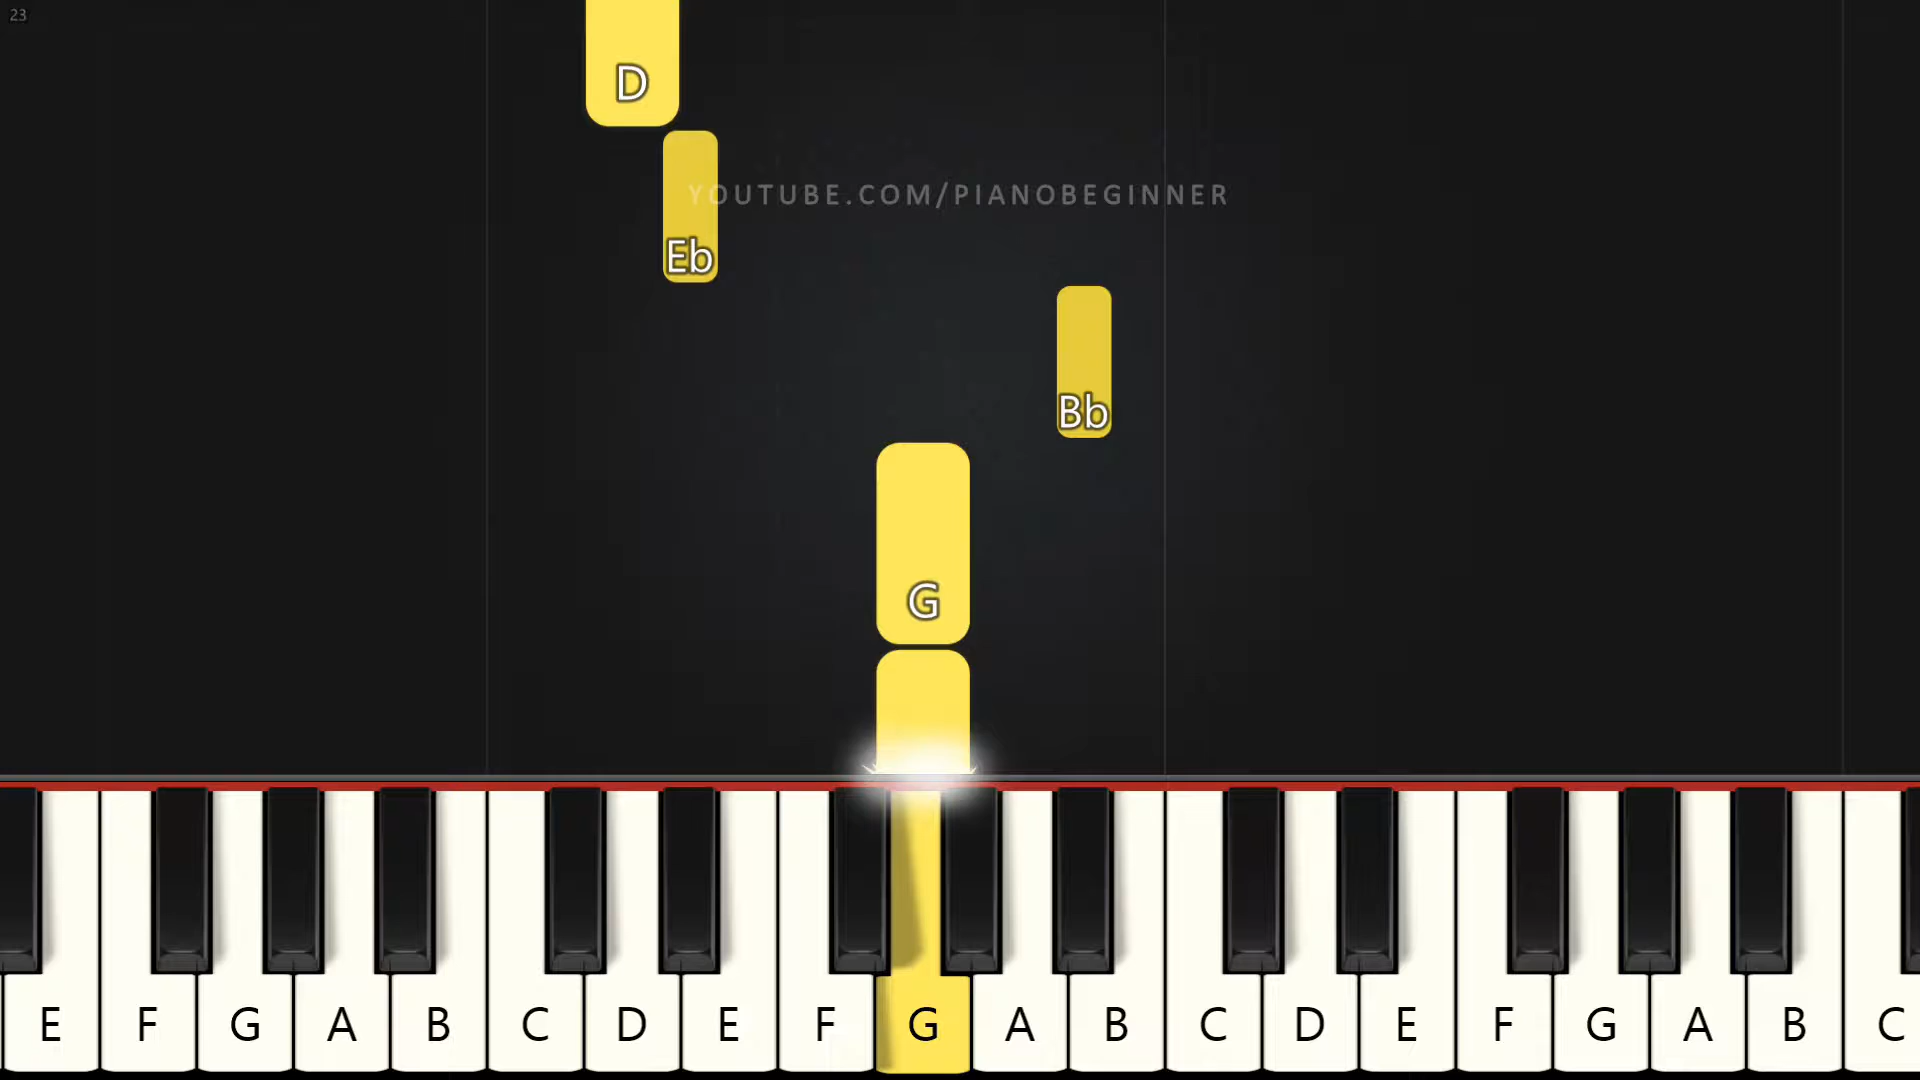 23
D
YOUTUBE.COM/PIANOBEGINNER
Eb
Bb
G
E F G A B C D E F G A B C D E F G A B C